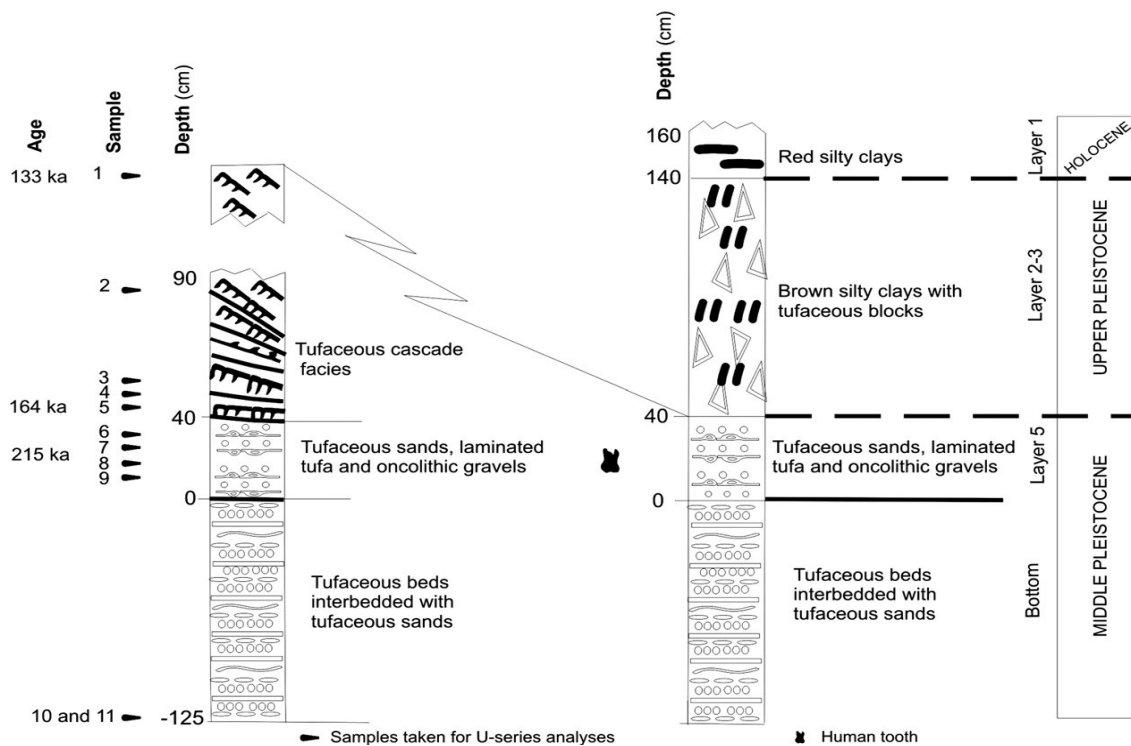 Age
Sample
Depth (cm)
133 ka
1
2
90
3
4
164 ka
5
40
6
215 ka
7
8
9
0
10 and 11
-125
Tufaceous cascade
facies
Tufaceous sands, laminated
tufa and oncolithic gravels
Tufaceous beds
interbedded with
tufaceous sands
Depth (cm)
160
140
40
0
Red silty clays
Brown silty clays with
tufaceous blocks
Tufaceous sands, laminated
tufa and oncolithic gravels
Tufaceous beds
interbedded with
tufaceous sands
Layer 1
Layer 2-3
Layer 5
Bottom
HOLOCENE
UPPER PLEISTOCENE
MIDDLE PLEISTOCENE
Samples taken for U-series analyses
Human tooth